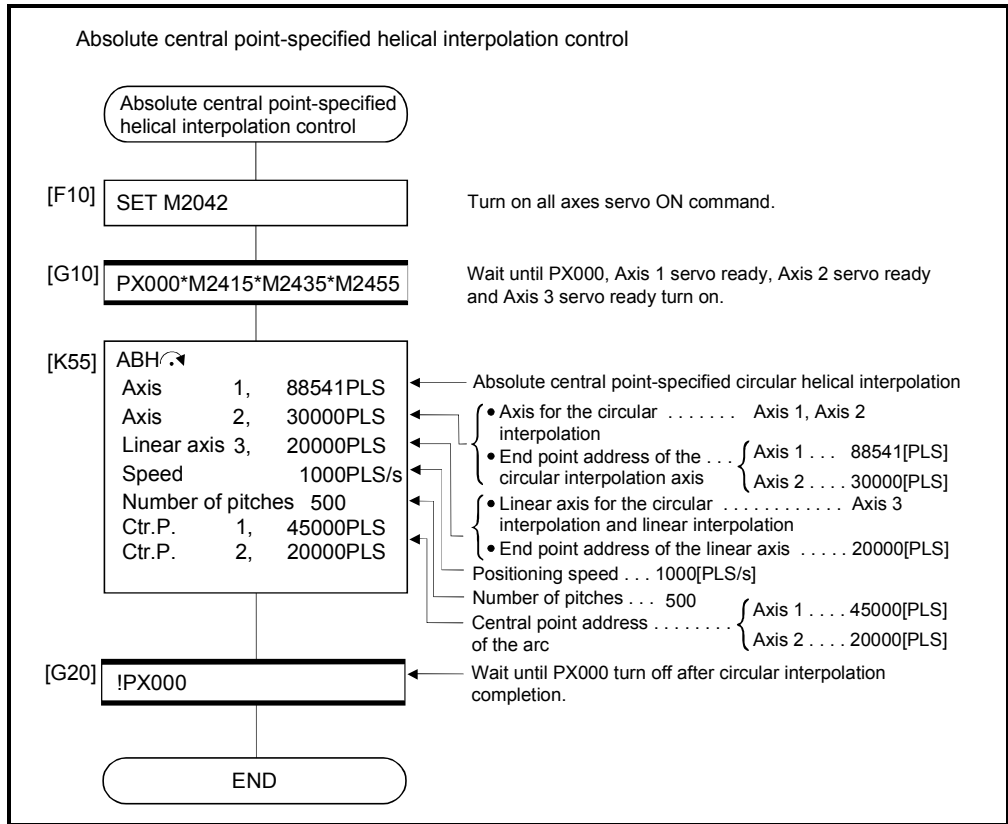 Absolute central point-specified helical interpolation control
Absolute central point-specified
helical interpolation control
[F10]
SET M2042
Turn on all axes servo ON command.
[G10]
PX000*M2415*M2435*M2455
Wait until PX000, Axis 1 servo ready, Axis 2 servo ready
and Axis 3 servo ready turn on.
[K55]
ABH
Axis 1, 88541PLS
Axis 2, 30000PLS
Linear axis 3, 20000PLS
Speed 1000PLS/s
Number of pitches 500
Ctr.P. 1, 45000PLS
Ctr.P. 2, 20000PLS
Absolute central point-specified circular helical interpolation
• Axis for the circular . . . . . . . Axis 1, Axis 2
interpolation
• End point address of the . . . Axis 1 . . . 88541[PLS]
circular interpolation axis Axis 2 . . . . 30000[PLS]
• Linear axis for the circular . . . . . . . . . . . . Axis 3
interpolation and linear interpolation
• End point address of the linear axis . . . . . 20000[PLS]
Positioning speed . . . 1000[PLS/s]
Number of pitches . . . 500
Central point address . . . . . . . . Axis 1 . . . . 45000[PLS]
of the arc Axis 2 . . . . 20000[PLS]
[G20]
!PX000
Wait until PX000 turn off after circular interpolation
completion.
END